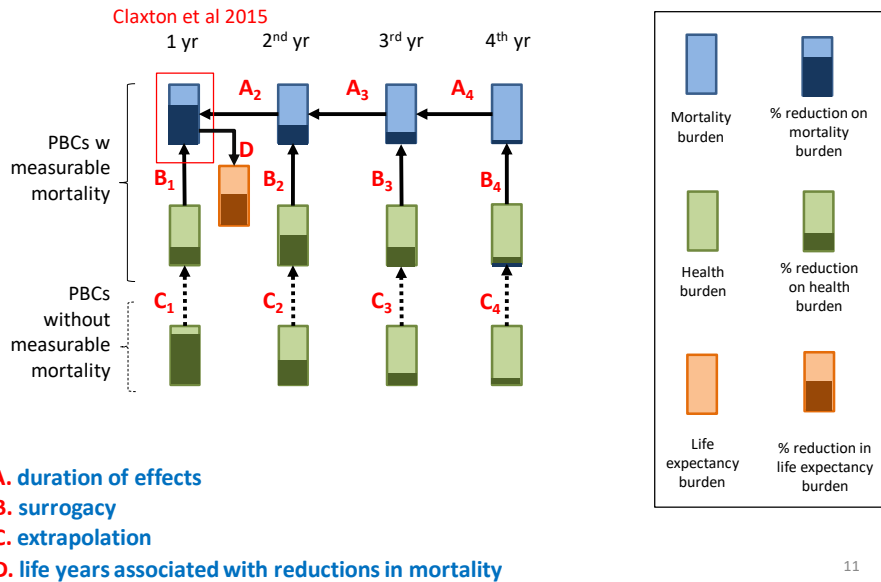 Claxton et al 2015
1 yr 2nd yr 3rd yr 4th yr
A2 A3 A4
PBCs w
measurable
mortality
D
B1 B2 B3 B4
PBCs
without
measurable
mortality
C1 C2 C3 C4
Mortality
burden
% reduction on
mortality
burden
Health
burden
% reduction
on health
burden
Life
expectancy
burden
% reduction in
life expectancy
burden
A. duration of effects
B. surrogacy
C. extrapolation
D. life years associated with reductions in mortality
11